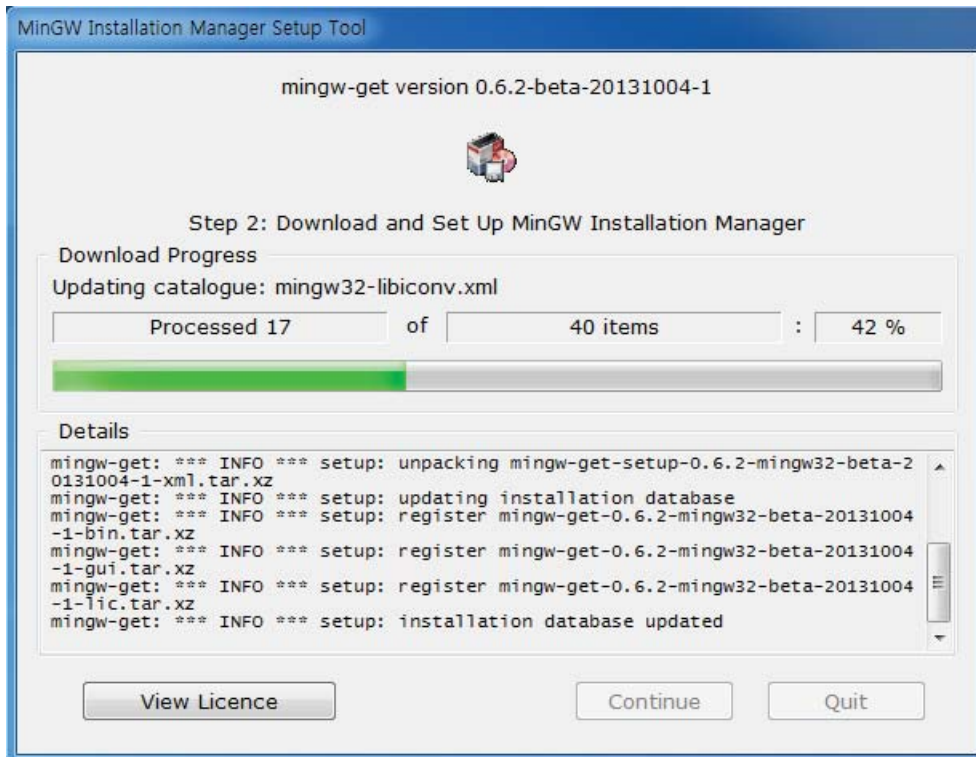 MinGW Installation Manager Setup Tool
mingw-get version 0.6.2-beta-20131004-1
Step 2: Download and Set Up MinGW Installation Manager
Download Progress
Updating catalogue: mingw32-libiconv.xml
Processed 17 of 40 items : 42 %
Details
mingw-get: *** INFO *** setup: unpacking mingw-get-setup-0.6.2-mingw32-beta-2
0131004-1-xml.tar.xz
mingw-get: *** INFO *** setup: updating installation database
mingw-get: *** INFO *** setup: register mingw-get-0.6.2-mingw32-beta-20131004
-1-bin.tar.xz
mingw-get: *** INFO *** setup: register mingw-get-0.6.2-mingw32-beta-20131004
-1-gui.tar.xz
mingw-get: *** INFO *** setup: register mingw-get-0.6.2-mingw32-beta-20131004
-1-lic.tar.xz
mingw-get: *** INFO *** setup: installation database updated
View Licence Continue Quit